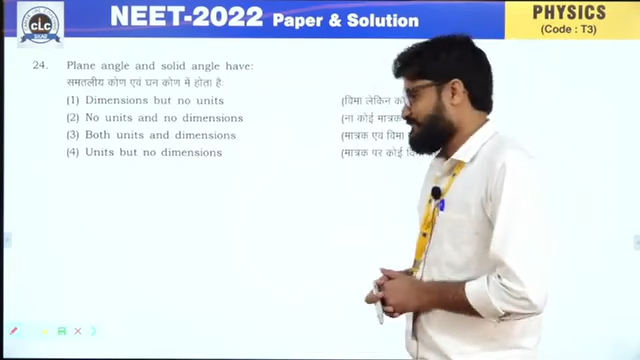 CLC
SIKAR
NEET-2022 Paper & Solution
PHYSICS
(Code : T3)
24. Plane angle and solid angle have:
समतलीय कोण एवं घन कोण में होता है:
(1) Dimensions but no units (विमा लेकिन
(2) No units and no dimensions (ना कोई मात्रक
(3) Both units and dimensions (मात्रक एवं विमा
(4) Units but no dimensions (मात्रक पर कोई